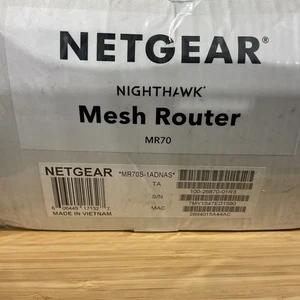 NETGEAR®
NIGHTHAWK®
Mesh Router
MR70
NETGEAR
*MR70S-1ADNAS*
TA
S/N
MAC
MADE IN VIETNAM